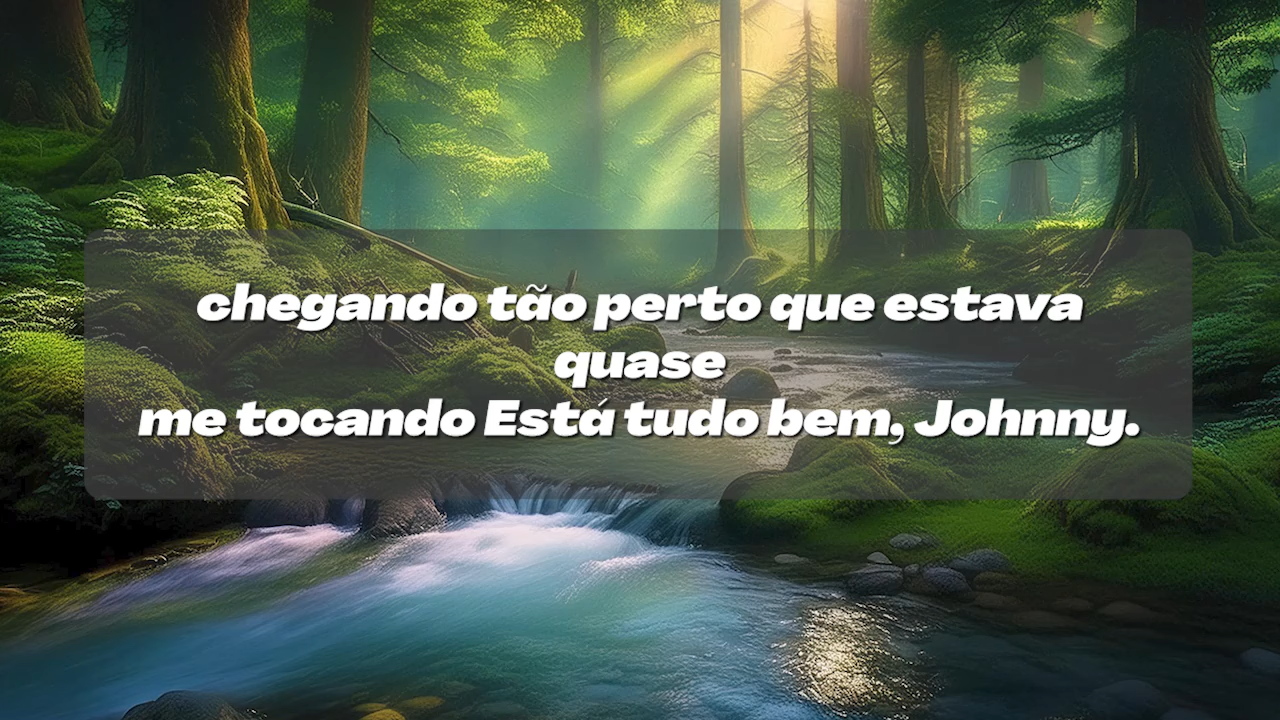 chegando tão perto que estava
quase
me tocando Está tudo bem, Johnny.